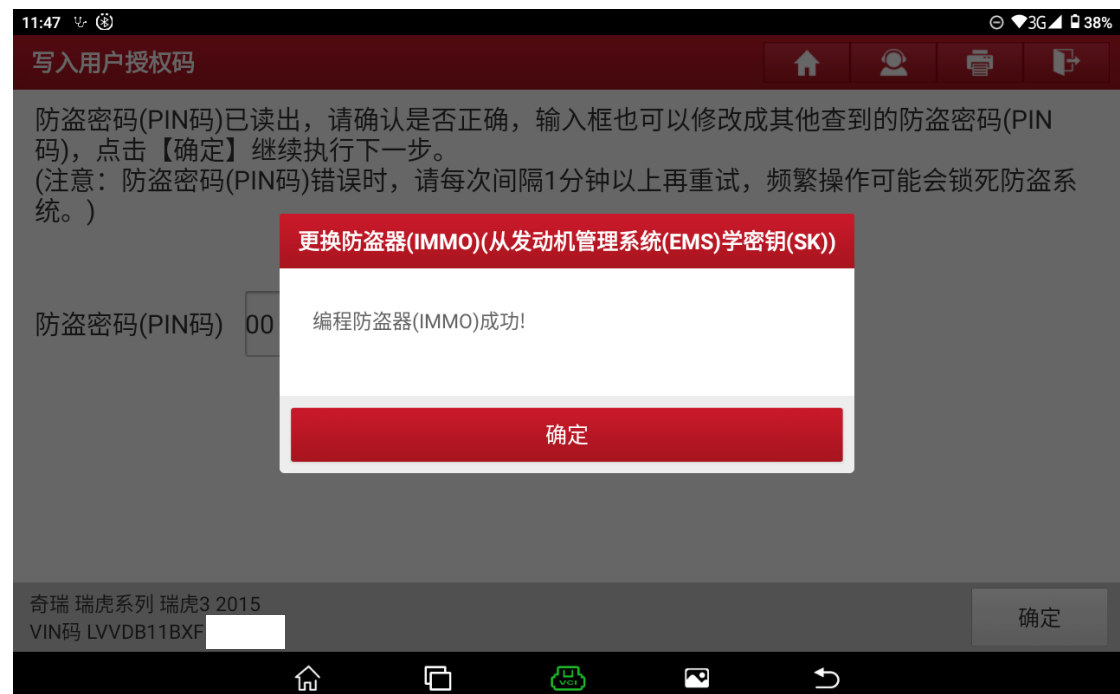 11:47
3G
38%
写入用户授权码
防盗密码(PIN码)已读出，请确认是否正确，输入框也可以修改成其他查到的防盗密码(PIN
码)，点击【确定】继续执行下一步。
(注意：防盗密码(PIN码)错误时，请每次间隔1分钟以上再重试，频繁操作可能会锁死防盗系
统。)
更换防盗器(IMMO)(从发动机管理系统(EMS)学密钥(SK))
编程防盗器(IMMO)成功!
防盗密码(PIN码)
00
确定
奇瑞 瑞虎系列 瑞虎3 2015
VIN码 LVVDB11BXF
确定
VCI